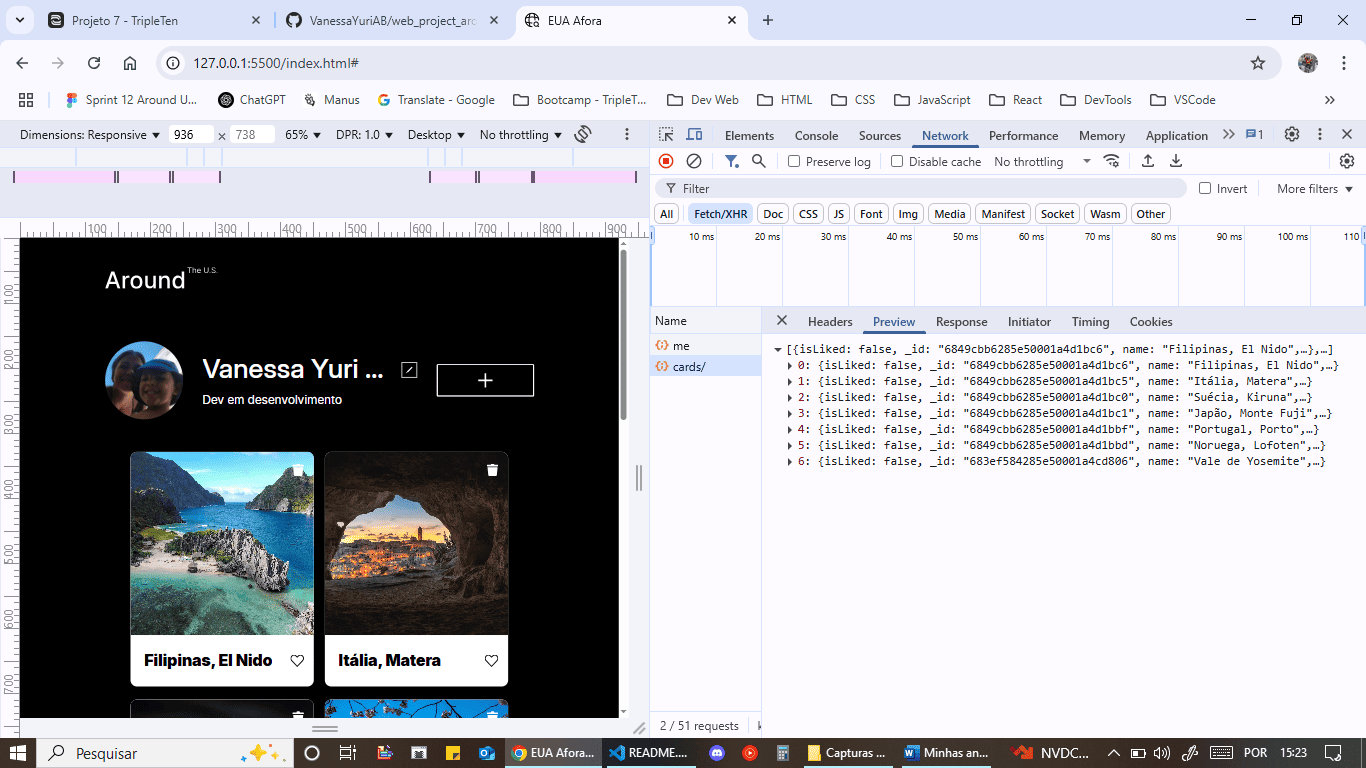 Projeto 7 - TripleTen
VanessaYuriAB/web_project_aro
EUA Afora
127.0.0.1:5500/index.html#
Sprint 12 Around U...
ChatGPT
Manus
Translate - Google
Bootcamp - TripleT...
Dev Web
HTML
CSS
JavaScript
React
DevTools
VSCode
Dimensions: Responsive
936
x
738
65%
DPR: 1.0
Desktop
No throttling
Elements
Console
Sources
Network
Performance
Memory
Application
1
Preserve log
Disable cache
No throttling
Filter
Invert
More filters
All
Fetch/XHR
Doc
CSS
JS
Font
Img
Media
Manifest
Socket
Wasm
Other
10 ms
20 ms
30 ms
40 ms
50 ms
60 ms
70 ms
80 ms
90 ms
100 ms
110
100
200
300
400
500
600
700
800
900
100
200
300
400
500
600
700
Around The U.S.
Vanessa Yuri ...
Dev em desenvolvimento
Filipinas, El Nido
Itália, Matera
Name
me
cards/
Headers
Preview
Response
Initiator
Timing
Cookies
[{isLiked: false, _id: "6849cbb6285e50001a4d1bc6", name: "Filipinas, El Nido",…},…]
0: {isLiked: false, _id: "6849cbb6285e50001a4d1bc6", name: "Filipinas, El Nido",…}
1: {isLiked: false, _id: "6849cbb6285e50001a4d1bc5", name: "Itália, Matera",…}
2: {isLiked: false, _id: "6849cbb6285e50001a4d1bc0", name: "Suécia, Kiruna",…}
3: {isLiked: false, _id: "6849cbb6285e50001a4d1bc1", name: "Japão, Monte Fuji",…}
4: {isLiked: false, _id: "6849cbb6285e50001a4d1bbf", name: "Portugal, Porto",…}
5: {isLiked: false, _id: "6849cbb6285e50001a4d1bbd", name: "Noruega, Lofoten",…}
6: {isLiked: false, _id: "683ef584285e50001a4cd806", name: "Vale de Yosemite",…}
2 / 51 requests
Pesquisar
EUA Afora...
README....
Capturas ...
Minhas an...
NVDC...
POR
15:23